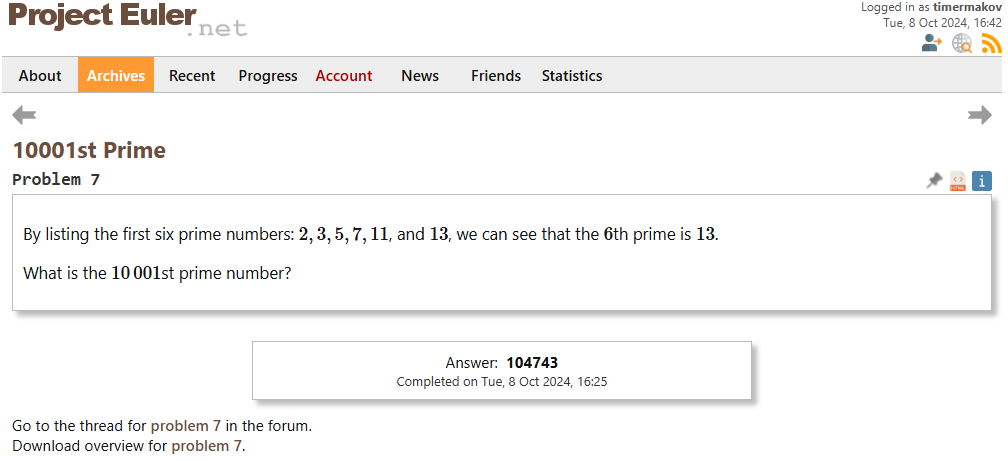 Project Euler
.net
Logged in as timermakov
Tue, 8 Oct 2024, 16:42
About Archives Recent Progress Account News Friends Statistics
10001st Prime
Problem 7
HTML
i
By listing the first six prime numbers: 2, 3, 5, 7, 11, and 13, we can see that the 6th prime is 13.
What is the 10 001st prime number?
Answer: 104743
Completed on Tue, 8 Oct 2024, 16:25
Go to the thread for problem 7 in the forum.
Download overview for problem 7.